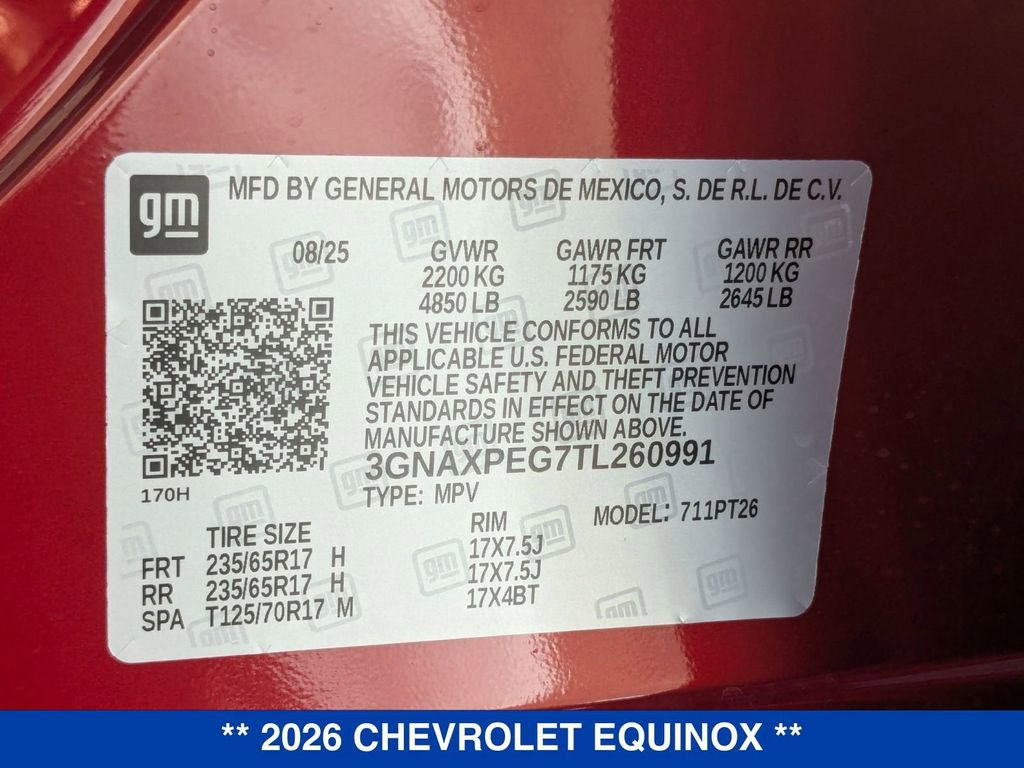 gm
MFD BY GENERAL MOTORS DE MEXICO, S. DE R.L. DE C.V.
08/25 GVWR GAWR FRT GAWR RR
2200 KG 1175 KG 1200 KG
4850 LB 2590 LB 2645 LB
THIS VEHICLE CONFORMS TO ALL
APPLICABLE U.S. FEDERAL MOTOR
VEHICLE SAFETY AND THEFT PREVENTION
STANDARDS IN EFFECT ON THE DATE OF
MANUFACTURE SHOWN ABOVE.
3GNAXPEG7TL260991
170H
TYPE: MPV MODEL: 711PT26
TIRE SIZE RIM
FRT 235/65R17 H 17X7.5J
RR 235/65R17 H 17X7.5J
SPA T125/70R17 M 17X4BT
** 2026 CHEVROLET EQUINOX **